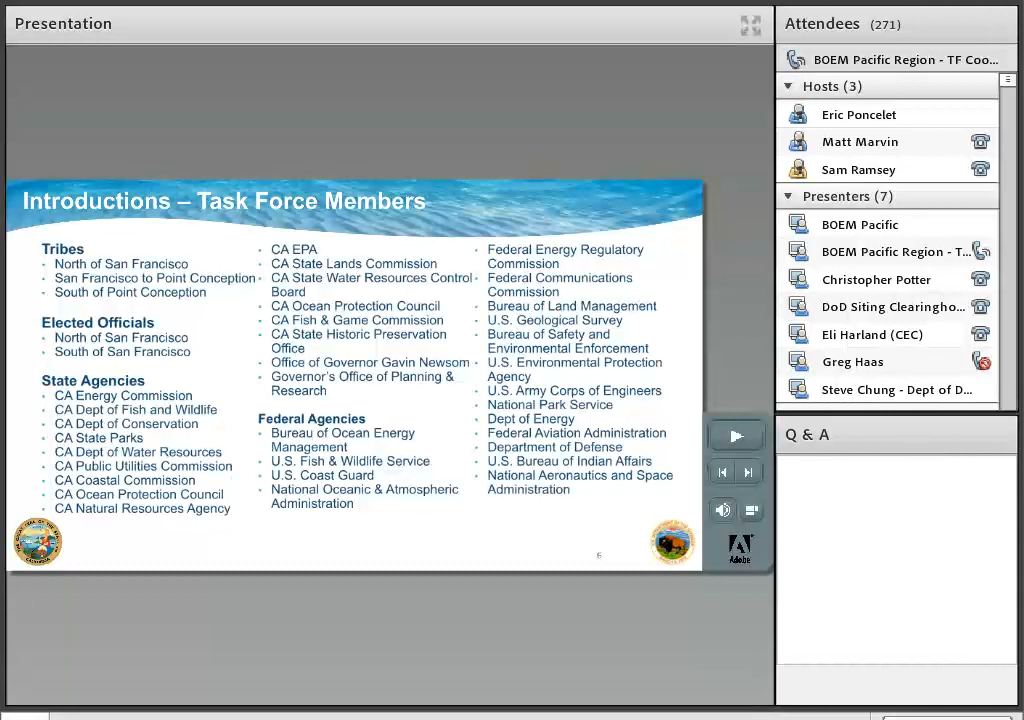 Presentation
Introductions – Task Force Members
Tribes
North of San Francisco
San Francisco to Point Conception
South of Point Conception
Elected Officials
North of San Francisco
South of San Francisco
State Agencies
CA Energy Commission
CA Dept of Fish and Wildlife
CA Dept of Conservation
CA State Parks
CA Dept of Water Resources
CA Public Utilities Commission
CA Coastal Commission
CA Ocean Protection Council
CA Natural Resources Agency
CA EPA
CA State Lands Commission
CA State Water Resources Control
Board
CA Ocean Protection Council
CA Fish & Game Commission
CA State Historic Preservation
Office
Office of Governor Gavin Newsom
Governor's Office of Planning &
Research
Federal Agencies
Bureau of Ocean Energy
Management
U.S. Fish & Wildlife Service
U.S. Coast Guard
National Oceanic & Atmospheric
Administration
Federal Energy Regulatory
Commission
Federal Communications
Commission
Bureau of Land Management
U.S. Geological Survey
Bureau of Safety and
Environmental Enforcement
U.S. Environmental Protection
Agency
U.S. Army Corps of Engineers
National Park Service
Dept of Energy
Federal Aviation Administration
Department of Defense
U.S. Bureau of Indian Affairs
National Aeronautics and Space
Administration
6
Adobe
Attendees (271)
BOEM Pacific Region - TF Coo...
Hosts (3)
Eric Poncelet
Matt Marvin
Sam Ramsey
Presenters (7)
BOEM Pacific
BOEM Pacific Region - T...
Christopher Potter
DoD Siting Clearingho...
Eli Harland (CEC)
Greg Haas
Steve Chung - Dept of D...
Q & A